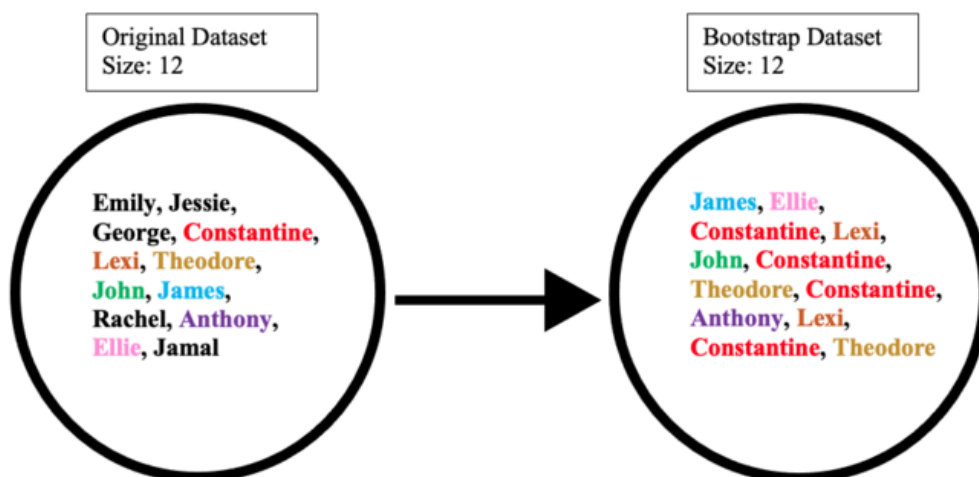 Original Dataset
Size: 12
Emily, Jessie,
George, Constantine,
Lexi, Theodore,
John, James,
Rachel, Anthony,
Ellie, Jamal
Bootstrap Dataset
Size: 12
James, Ellie,
Constantine, Lexi,
John, Constantine,
Theodore, Constantine,
Anthony, Lexi,
Constantine, Theodore